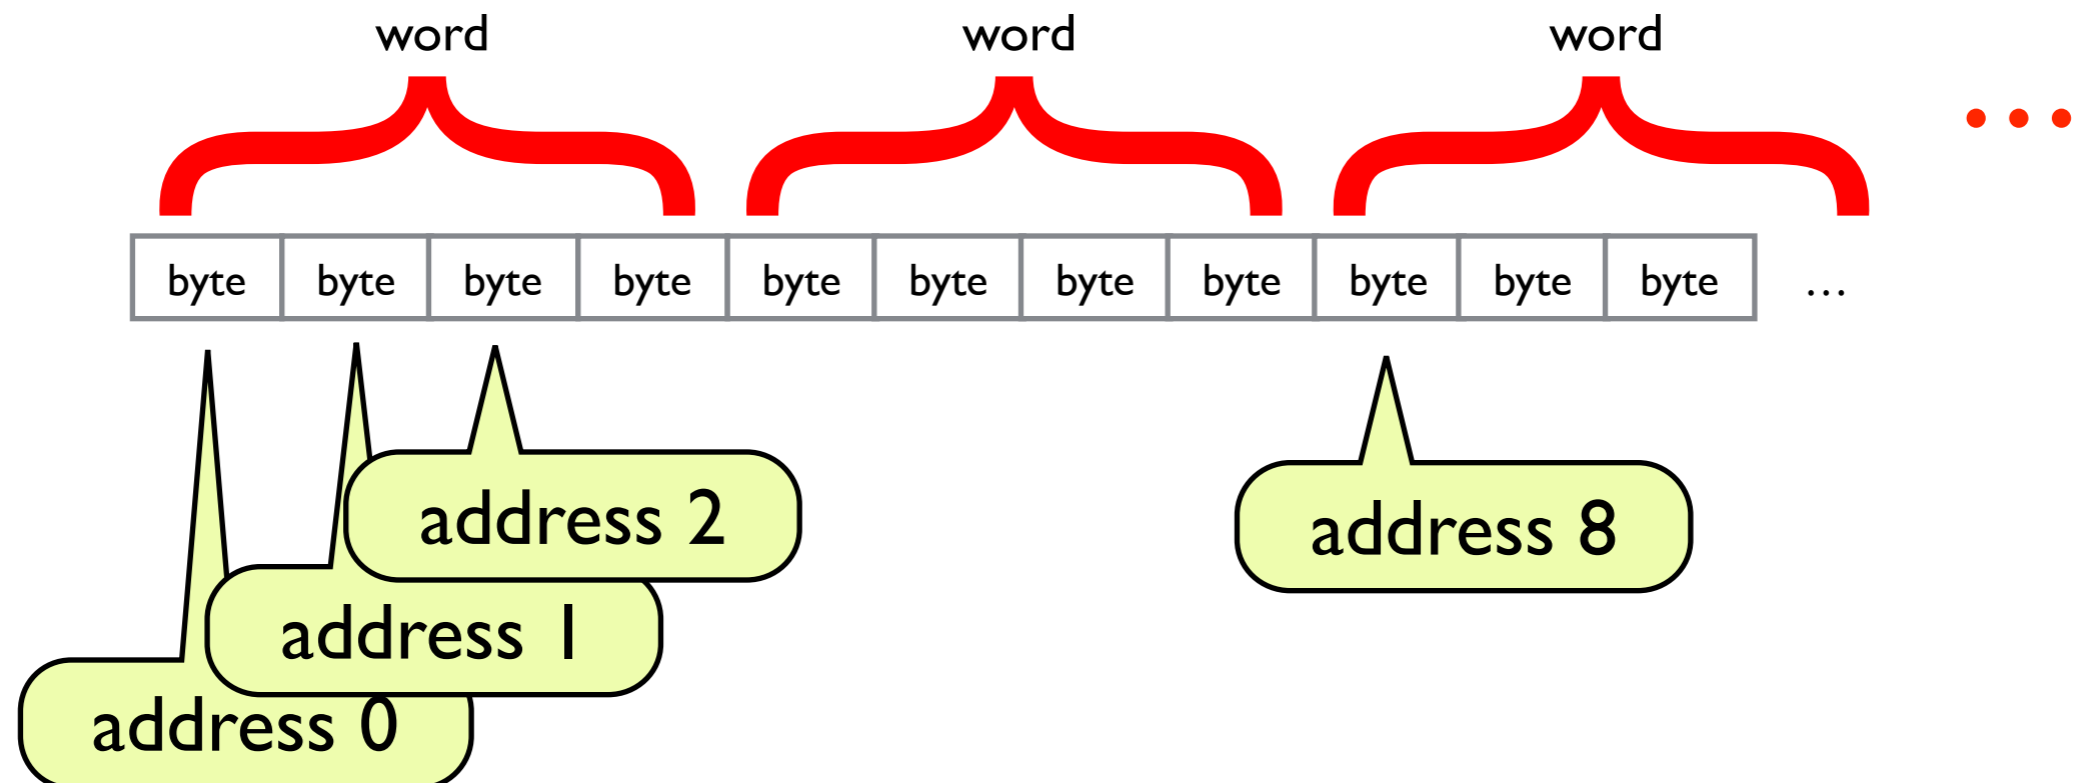 word word word
...
byte byte byte byte byte byte byte byte byte byte byte ...
address 2
address 8
address 1
address 0